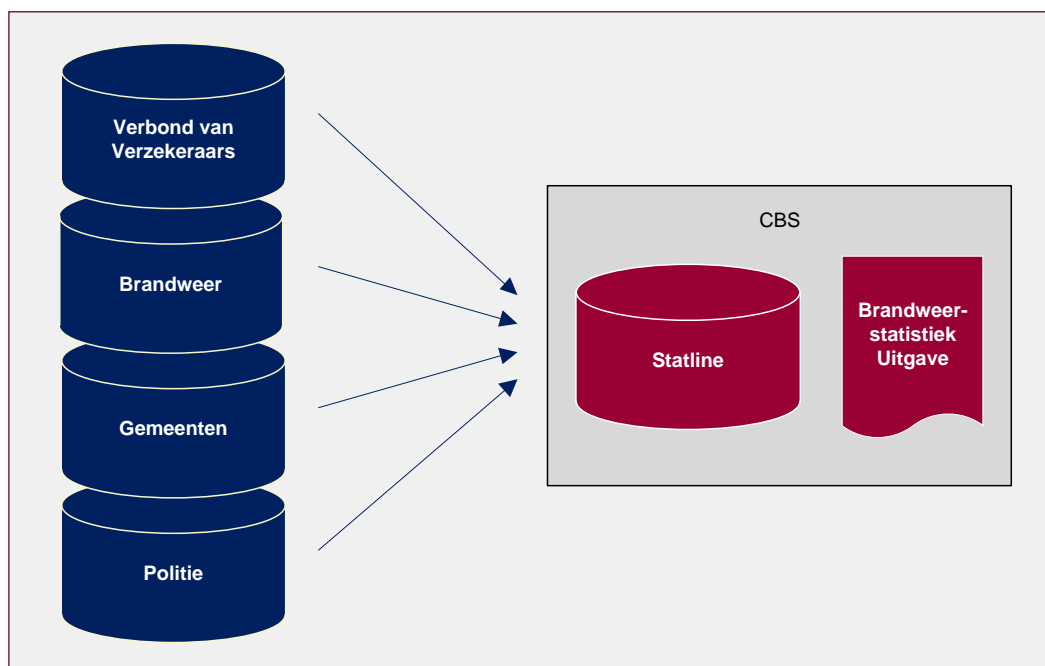 Verbond van
Verzekeraars
Brandweer
Gemeenten
Politie
CBS
Statline
Brandweer-
statistiek
Uitgave